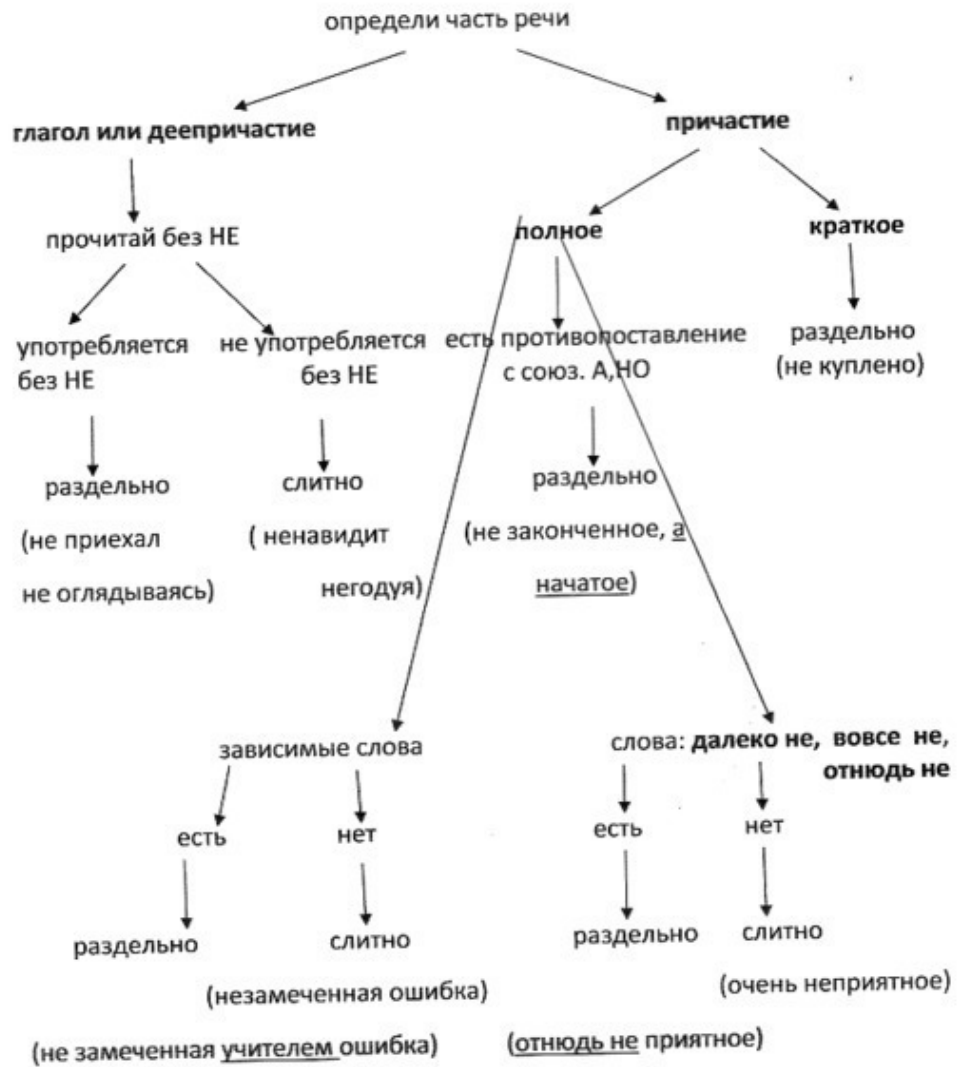 определи часть речи
глагол или деепричастие
причастие
прочитай без НЕ
полное
краткое
употребляется
без НЕ
не употребляется
без НЕ
есть противопоставление
с союз. А,НО
раздельно
(не куплено)
раздельно
(не приехал
не оглядываясь)
слитно
( ненавидит
негодуя)
раздельно
(не законченное, а
начатое)
зависимые слова
слова: далеко не, вовсе не,
отнюдь не
есть
нет
есть
нет
раздельно
слитно
раздельно
слитно
(незамеченная ошибка)
(очень неприятное)
(не замеченная учителем ошибка)
(отнюдь не приятное)